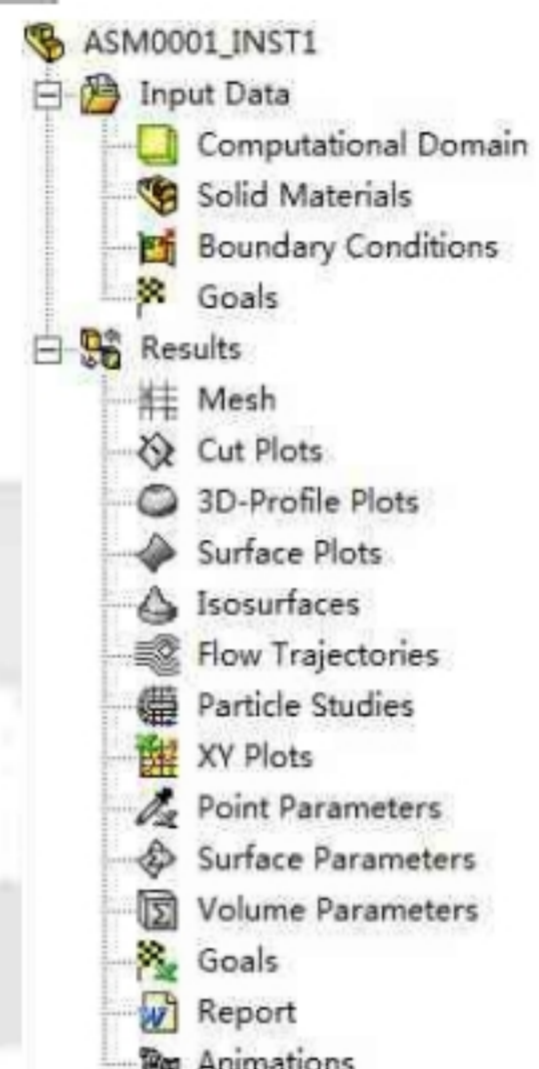 ASM0001_INST1
Input Data
Computational Domain
Solid Materials
Boundary Conditions
Goals
Results
Mesh
Cut Plots
3D-Profile Plots
Surface Plots
Isosurfaces
Flow Trajectories
Particle Studies
XY Plots
Point Parameters
Surface Parameters
Volume Parameters
Goals
Report
Animations